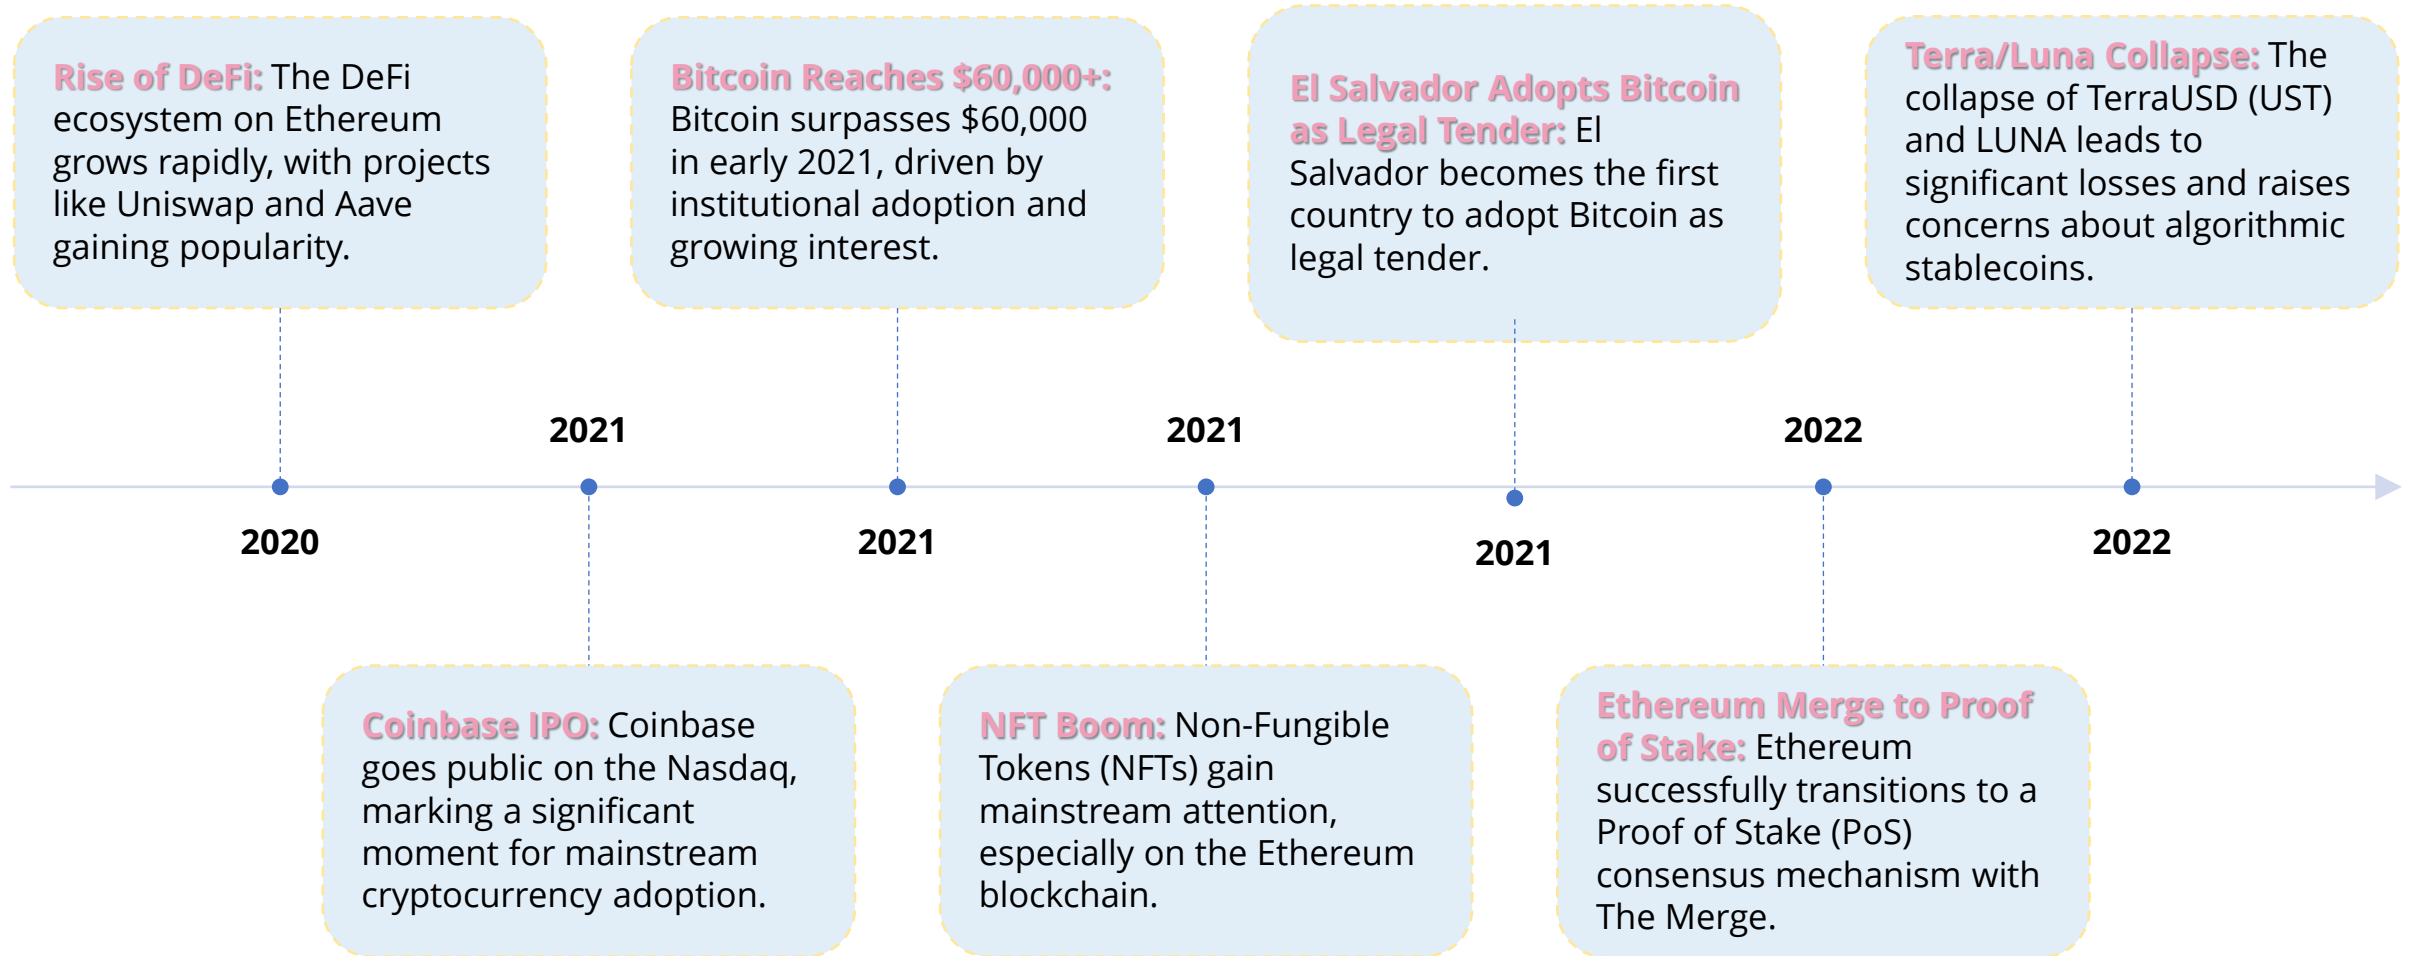 Rise of DeFi: The DeFi
ecosystem on Ethereum
grows rapidly, with projects
like Uniswap and Aave
gaining popularity.
Bitcoin Reaches $60,000+:
Bitcoin surpasses $60,000
in early 2021, driven by
institutional adoption and
growing interest.
El Salvador Adopts Bitcoin
as Legal Tender: El
Salvador becomes the first
country to adopt Bitcoin as
legal tender.
Terra/Luna Collapse: The
collapse of TerraUSD (UST)
and LUNA leads to
significant losses and raises
concerns about algorithmic
stablecoins.
2021
2021
2022
2020
2021
2021
2022
Coinbase IPO: Coinbase
goes public on the Nasdaq,
marking a significant
moment for mainstream
cryptocurrency adoption.
NFT Boom: Non-Fungible
Tokens (NFTs) gain
mainstream attention,
especially on the Ethereum
blockchain.
Ethereum Merge to Proof
of Stake: Ethereum
successfully transitions to a
Proof of Stake (PoS)
consensus mechanism with
The Merge.